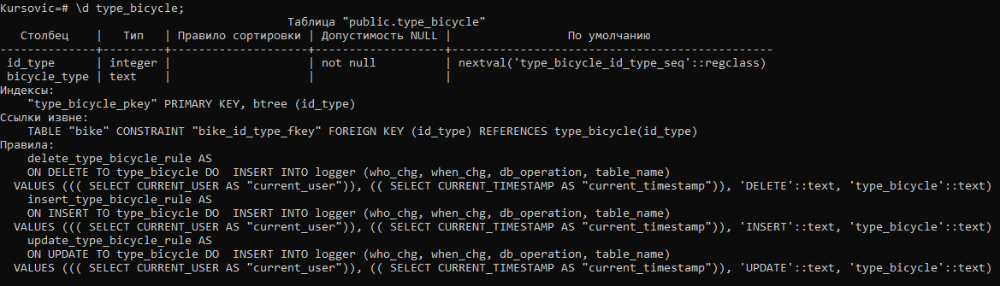 Kursovic=# \d type_bicycle;
Таблица "public.type_bicycle"
Столбец | Тип | Правило сортировки | Допустимость NULL | По умолчанию
--------------+---------+--------------------+-------------------+-----------------------------------------------
id_type | integer | | not null | nextval('type_bicycle_id_type_seq'::regclass)
bicycle_type | text | | |
Индексы:
"type_bicycle_pkey" PRIMARY KEY, btree (id_type)
Ссылки извне:
TABLE "bike" CONSTRAINT "bike_id_type_fkey" FOREIGN KEY (id_type) REFERENCES type_bicycle(id_type)
Правила:
delete_type_bicycle_rule AS
ON DELETE TO type_bicycle DO INSERT INTO logger (who_chg, when_chg, db_operation, table_name)
VALUES ((( SELECT CURRENT_USER AS "current_user")), (( SELECT CURRENT_TIMESTAMP AS "current_timestamp")), 'DELETE'::text, 'type_bicycle'::text)
insert_type_bicycle_rule AS
ON INSERT TO type_bicycle DO INSERT INTO logger (who_chg, when_chg, db_operation, table_name)
VALUES ((( SELECT CURRENT_USER AS "current_user")), (( SELECT CURRENT_TIMESTAMP AS "current_timestamp")), 'INSERT'::text, 'type_bicycle'::text)
update_type_bicycle_rule AS
ON UPDATE TO type_bicycle DO INSERT INTO logger (who_chg, when_chg, db_operation, table_name)
VALUES ((( SELECT CURRENT_USER AS "current_user")), (( SELECT CURRENT_TIMESTAMP AS "current_timestamp")), 'UPDATE'::text, 'type_bicycle'::text)